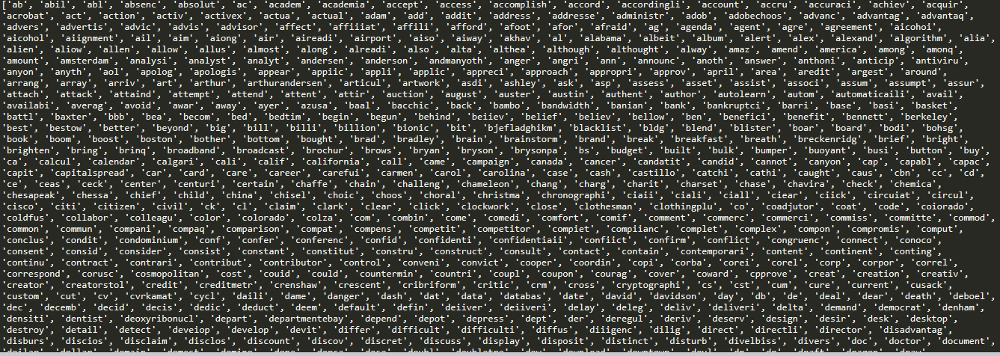 ['ab', 'abil', 'abl', 'absenc', 'absolut', 'ac', 'academ', 'academia', 'accept', 'access', 'accomplish', 'accord', 'accordingli', 'account', 'accru', 'accuraci', 'achiev', 'acquir',
'acrobat', 'act', 'action', 'activ', 'activex', 'actua', 'actual', 'adam', 'add', 'addit', 'address', 'addresse', 'administr', 'adob', 'adobechoos', 'advanc', 'advantag', 'advantaq',
'advers', 'advertis', 'advic', 'advis', 'advisor', 'affect', 'affiiiat', 'affili', 'afford', 'afoot', 'afor', 'afraid', 'ag', 'agenda', 'agent', 'agre', 'agreement', 'aicohoi',
'aicohol', 'aiignment', 'ail', 'aim', 'aiong', 'air', 'aireadi', 'airport', 'aiso', 'aiway', 'akhav', 'al', 'alabama', 'albeit', 'album', 'alert', 'alex', 'alexand', 'algorithm', 'alia',
'alien', 'aliow', 'allen', 'allow', 'allus', 'almost', 'along', 'alreadi', 'also', 'alta', 'althea', 'although', 'althought', 'alway', 'amaz', 'amend', 'america', 'among', 'amonq',
'amount', 'amsterdam', 'analysi', 'analyst', 'analyt', 'andersen', 'anderson', 'andmanyoth', 'anger', 'angri', 'ann', 'announc', 'anoth', 'answer', 'anthoni', 'anticip', 'antiviru',
'anyon', 'anyth', 'aol', 'apolog', 'apologis', 'appear', 'appiic', 'appli', 'applic', 'appreci', 'approach', 'appropri', 'approv', 'april', 'area', 'aredit', 'argest', 'around',
'arrang', 'array', 'arriv', 'art', 'arthur', 'arthurandersen', 'articul', 'artwork', 'asdi', 'ashley', 'ask', 'asp', 'assess', 'asset', 'assist', 'associ', 'assum', 'assumpt', 'assur',
'attach', 'attack', 'attaind', 'attempt', 'attend', 'attent', 'attir', 'auction', 'august', 'auster', 'austin', 'authent', 'author', 'autolearn', 'autom', 'automaticaili', 'avail',
'availabi', 'averag', 'avoid', 'awar', 'away', 'ayer', 'azusa', 'baal', 'bacchic', 'back', 'bambo', 'bandwidth', 'banian', 'bank', 'bankruptci', 'barri', 'base', 'basi', 'basket',
'battl', 'baxter', 'bbb', 'bea', 'becom', 'bed', 'bedtim', 'begin', 'begun', 'behind', 'beiiev', 'belief', 'believ', 'bellow', 'ben', 'benefici', 'benefit', 'bennett', 'berkeley',
'best', 'bestow', 'better', 'beyond', 'big', 'bill', 'billi', 'billion', 'bionic', 'bit', 'bjefladghikm', 'blacklist', 'bldg', 'blend', 'blister', 'boar', 'board', 'bodi', 'bohsg',
'book', 'boom', 'boost', 'boston', 'bother', 'bottom', 'bought', 'brad', 'bradley', 'brain', 'brainstorm', 'brand', 'break', 'breakfast', 'breath', 'breckenridg', 'brief', 'bright',
'brighten', 'bring', 'brinq', 'broadband', 'broadcast', 'brochur', 'brows', 'bryan', 'bryson', 'brysonpa', 'bs', 'budget', 'built', 'bulk', 'bumper', 'buoyant', 'busi', 'button', 'buy',
'ca', 'calcul', 'calendar', 'calgari', 'cali', 'calif', 'california', 'call', 'came', 'campaign', 'canada', 'cancer', 'candatit', 'candid', 'cannot', 'canyon', 'cap', 'capabl', 'capac',
'capit', 'capitalspread', 'car', 'card', 'care', 'career', 'carefui', 'carmen', 'carol', 'carolina', 'case', 'cash', 'castillo', 'catchi', 'cathi', 'caught', 'caus', 'cbn', 'cc', 'cd',
'ce', 'ceas', 'ceck', 'center', 'centuri', 'certain', 'chaffe', 'chain', 'challeng', 'chameleon', 'chang', 'charg', 'charit', 'charset', 'chase', 'chavira', 'check', 'chemica',
'chesapeak', 'chessa', 'chief', 'child', 'china', 'chisel', 'choic', 'choos', 'choral', 'christma', 'chronographi', 'ciaii', 'ciali', 'ciall', 'ciear', 'ciick', 'circuiat', 'circul',
'cisco', 'citi', 'citizen', 'civil', 'ck', 'cl', 'claim', 'clark', 'clear', 'click', 'clockwork', 'close', 'clothesman', 'clothingplu', 'co', 'coadjutor', 'coat', 'code', 'coiorado',
'coldfus', 'collabor', 'colleagu', 'color', 'colorado', 'colza', 'com', 'combin', 'come', 'comedi', 'comfort', 'comif', 'comment', 'commerc', 'commerci', 'commiss', 'committe', 'commod',
'common', 'commun', 'compani', 'compaq', 'comparison', 'compat', 'compens', 'competit', 'competitor', 'compiet', 'compiianc', 'complet', 'complex', 'compon', 'compromis', 'comput',
'conclus', 'condit', 'condominium', 'conf', 'confer', 'conferenc', 'confid', 'confidenti', 'confidentiaii', 'confiict', 'confirm', 'conflict', 'congruenc', 'connect', 'conoco',
'consent', 'consid', 'consider', 'consist', 'constant', 'constitut', 'constru', 'construct', 'consult', 'contact', 'contain', 'contemporari', 'content', 'continent', 'conting',
'continu', 'contract', 'contrari', 'contribut', 'contributor', 'control', 'conveni', 'convict', 'cooper', 'coordin', 'copi', 'corba', 'corei', 'corel', 'corp', 'corpor', 'correl',
'correspond', 'corusc', 'cosmopolitan', 'cost', 'couid', 'could', 'countermin', 'countri', 'coupl', 'coupon', 'courag', 'cover', 'coward', 'cpprove', 'creat', 'creation', 'creativ',
'creator', 'creatorstol', 'credit', 'creditmetr', 'crenshaw', 'crescent', 'cribriform', 'critic', 'crm', 'cross', 'cryptographi', 'cs', 'cst', 'cum', 'cure', 'current', 'cusack',
'custom', 'cut', 'cv', 'cvrkamat', 'cycl', 'daili', 'dame', 'danger', 'dash', 'dat', 'data', 'databas', 'date', 'david', 'davidson', 'day', 'db', 'de', 'deal', 'dear', 'death', 'deboel',
'dec', 'decemb', 'decid', 'decis', 'dedic', 'deduct', 'deem', 'default', 'defin', 'deiiver', 'deiiveri', 'delay', 'deleg', 'deliv', 'deliveri', 'delta', 'demand', 'democrat', 'denham',
'densiti', 'dentist', 'deoxyribonucl', 'depart', 'departmentebay', 'depend', 'depot', 'depress', 'dept', 'der', 'deregul', 'deriv', 'deserv', 'design', 'desir', 'desk', 'desktop',
'destroy', 'detail', 'detect', 'deveiop', 'develop', 'devit', 'differ', 'difficult', 'difficulti', 'diffus', 'diiigenc', 'dilig', 'direct', 'directli', 'director', 'disadvantag',
'disburs', 'discios', 'disclaim', 'disclos', 'discount', 'discov', 'discret', 'discuss', 'display', 'disposit', 'distinct', 'disturb', 'divelbliss', 'divers', 'doc', 'doctor', 'document',